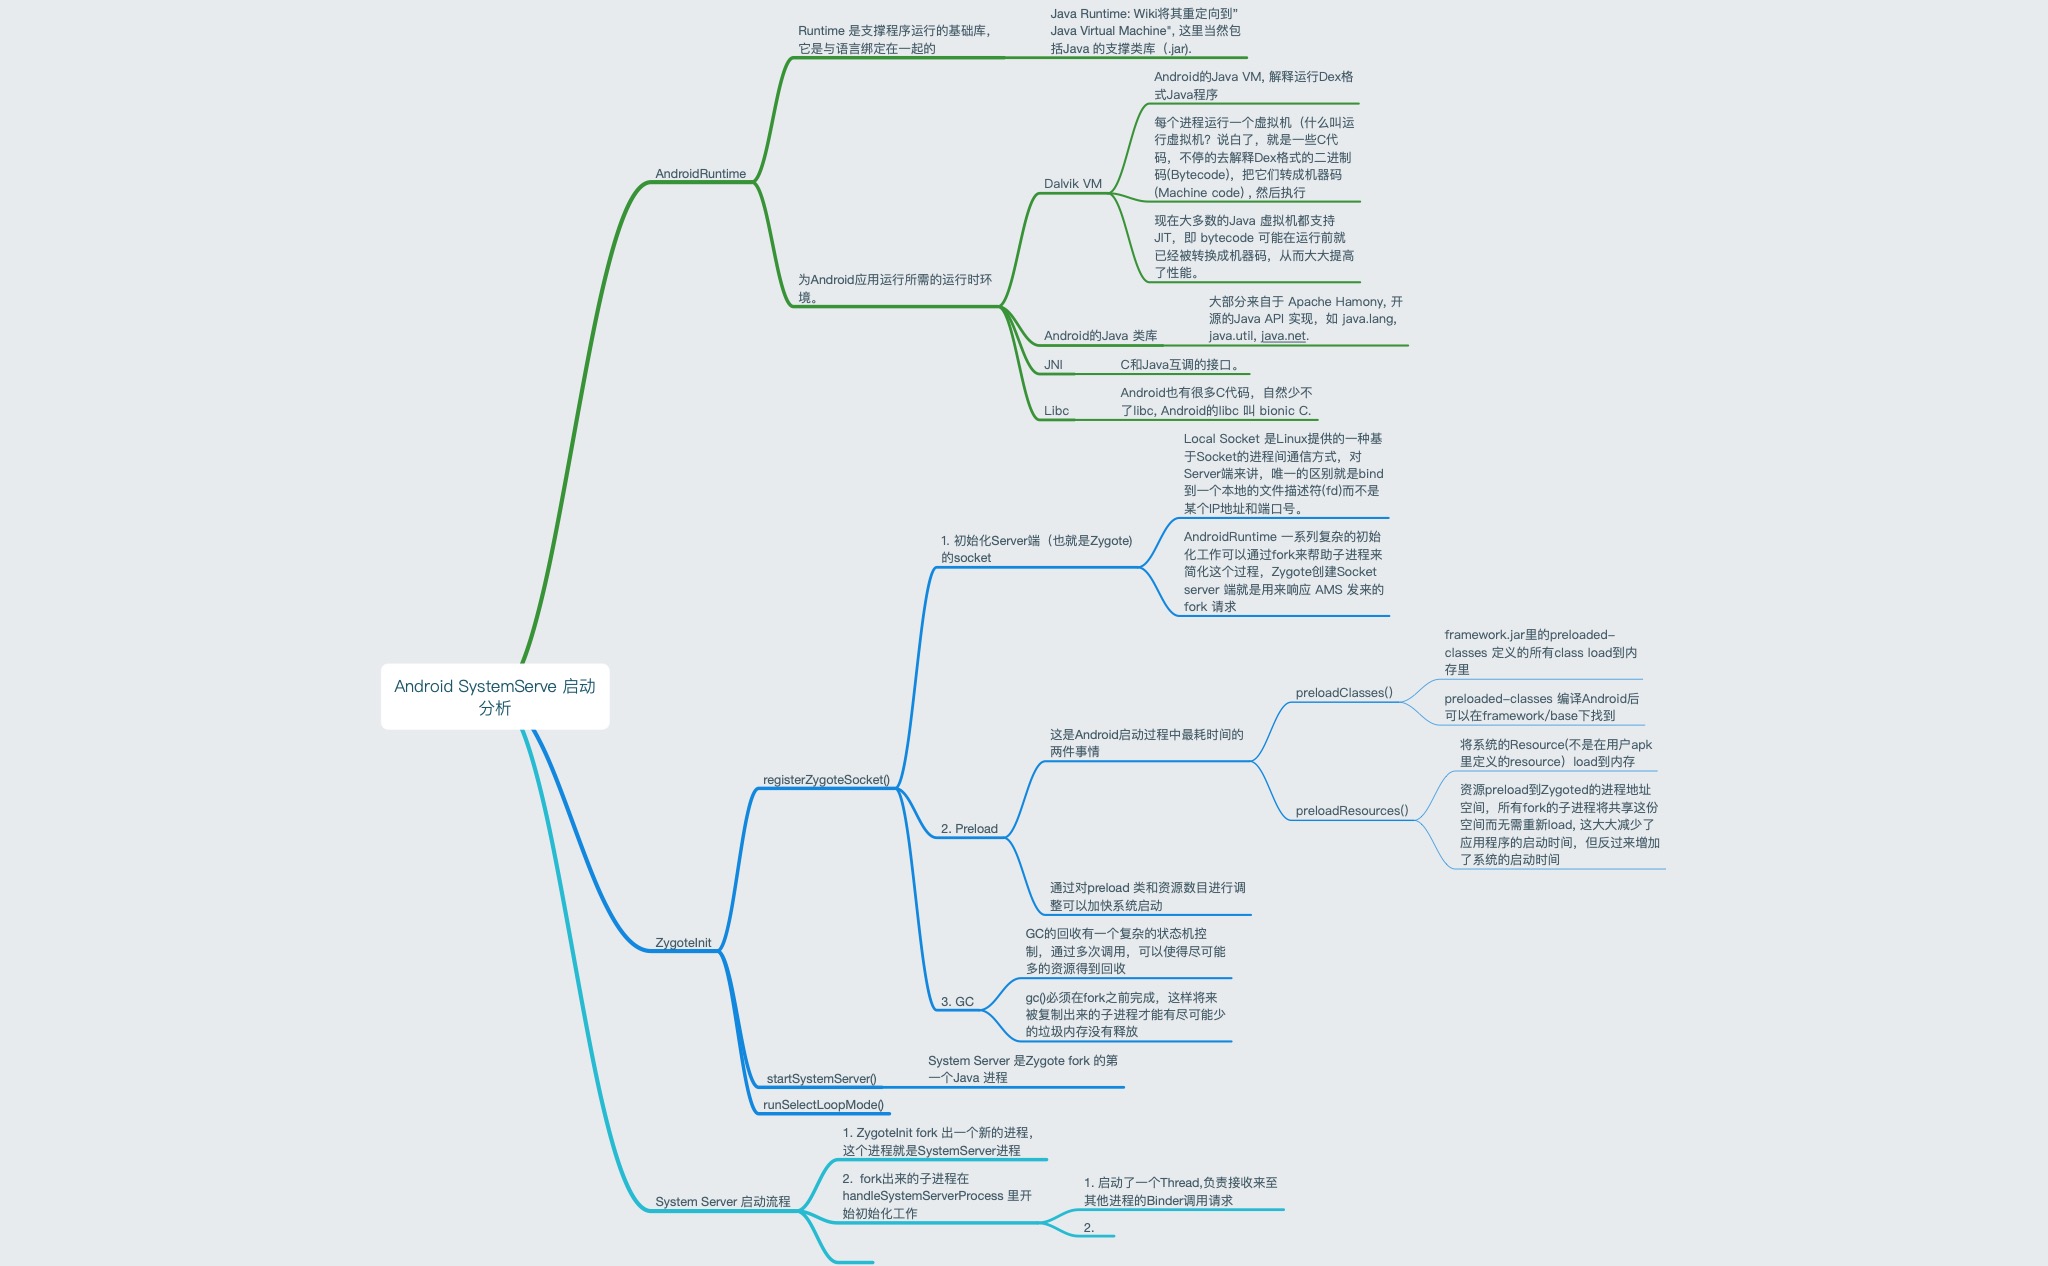 Runtime 是支撑程序运行的基础库，
它是与语言绑定在一起的
Java Runtime: Wiki将其重定向到”
Java Virtual Machine", 这里当然包
括Java 的支撑类库（.jar).
AndroidRuntime
为Android应用运行所需的运行时环
境。
Dalvik VM
Android的Java VM, 解释运行Dex格
式Java程序
每个进程运行一个虚拟机（什么叫运
行虚拟机？说白了，就是一些C代
码，不停的去解释Dex格式的二进制
码(Bytecode)，把它们转成机器码
(Machine code) , 然后执行
现在大多数的Java 虚拟机都支持
JIT，即 bytecode 可能在运行前就
已经被转换成机器码，从而大大提高
了性能。
Android的Java 类库
大部分来自于 Apache Hamony, 开
源的Java API 实现，如 java.lang,
java.util, java.net.
JNI
C和Java互调的接口。
Libc
Android也有很多C代码，自然少不
了libc, Android的libc 叫 bionic C.
Android SystemServe 启动
分析
ZygoteInit
registerZygoteSocket()
1. 初始化Server端（也就是Zygote)
的socket
Local Socket 是Linux提供的一种基
于Socket的进程间通信方式，对
Server端来讲，唯一的区别就是bind
到一个本地的文件描述符(fd)而不是
某个IP地址和端口号。
AndroidRuntime 一系列复杂的初始
化工作可以通过fork来帮助子进程来
简化这个过程，Zygote创建Socket
server 端就是用来响应 AMS 发来的
fork 请求
2. Preload
这是Android启动过程中最耗时间的
两件事情
preloadClasses()
framework.jar里的preloaded-
classes 定义的所有class load到内
存里
preloaded-classes 编译Android后
可以在framework/base下找到
preloadResources()
将系统的Resource(不是在用户apk
里定义的resource）load到内存
资源preload到Zygoted的进程地址
空间，所有fork的子进程将共享这份
空间而无需重新load, 这大大减少了
应用程序的启动时间，但反过来增加
了系统的启动时间
通过对preload 类和资源数目进行调
整可以加快系统启动
3. GC
GC的回收有一个复杂的状态机控
制，通过多次调用，可以使得尽可能
多的资源得到回收
gc()必须在fork之前完成，这样将来
被复制出来的子进程才能有尽可能少
的垃圾内存没有释放
startSystemServer()
System Server 是Zygote fork 的第
一个Java 进程
runSelectLoopMode()
System Server 启动流程
1. ZygoteInit fork 出一个新的进程，
这个进程就是SystemServer进程
2. fork出来的子进程在
handleSystemServerProcess 里开
始初始化工作
1. 启动了一个Thread,负责接收来至
其他进程的Binder调用请求
2.